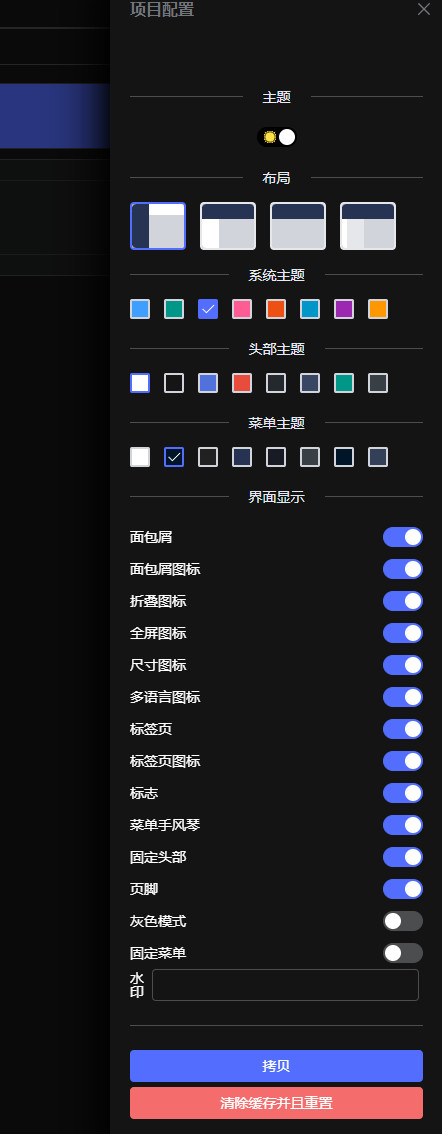 项目配置
主题
布局
系统主题
头部主题
菜单主题
界面显示
面包屑
面包屑图标
折叠图标
全屏图标
尺寸图标
多语言图标
标签页
标签页图标
标志
菜单手风琴
固定头部
页脚
灰色模式
固定菜单
水
印
拷贝
清除缓存并且重置